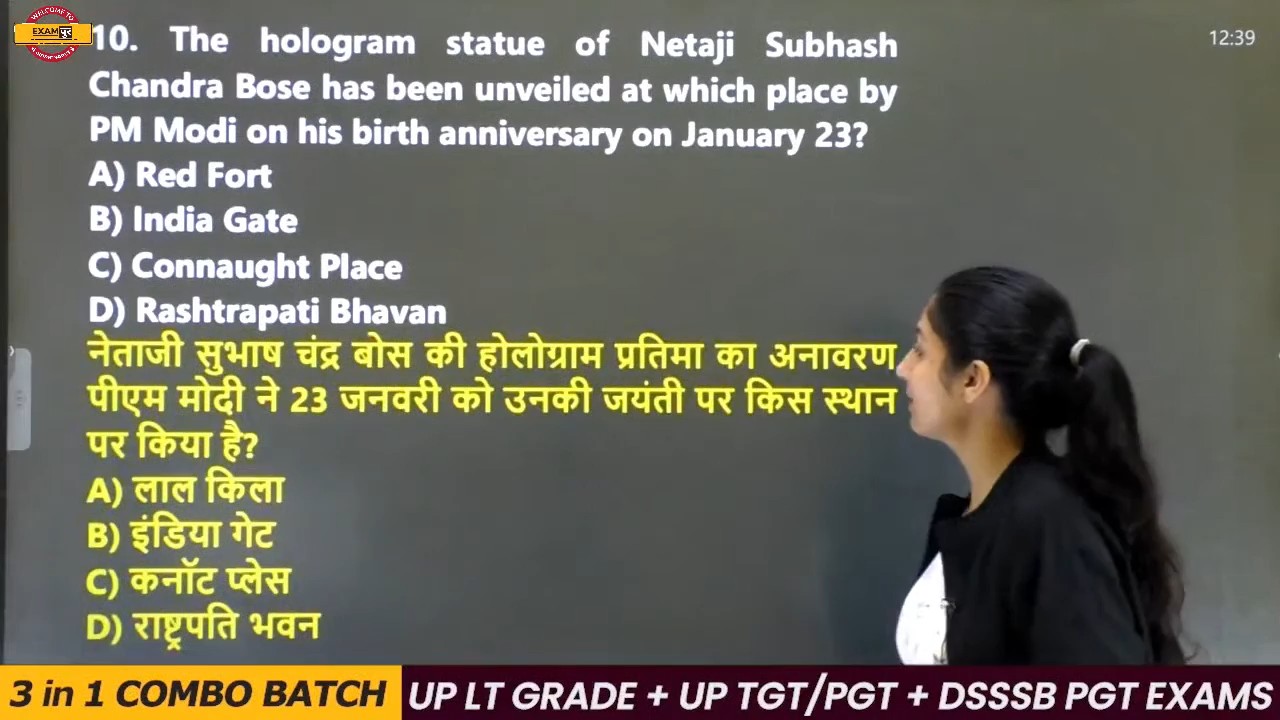 WELCOME TO
EXAM पुर
12:39
10. The hologram statue of Netaji Subhash
Chandra Bose has been unveiled at which place by
PM Modi on his birth anniversary on January 23?
A) Red Fort
B) India Gate
C) Connaught Place
D) Rashtrapati Bhavan
नेताजी सुभाष चंद्र बोस की होलोग्राम प्रतिमा का अनावरण
पीएम मोदी ने 23 जनवरी को उनकी जयंती पर किस स्थान
पर किया है?
A) लाल किला
B) इंडिया गेट
C) कनॉट प्लेस
D) राष्ट्रपति भवन
3 in 1 COMBO BATCH UP LT GRADE + UP TGT/PGT + DSSSB PGT EXAMS